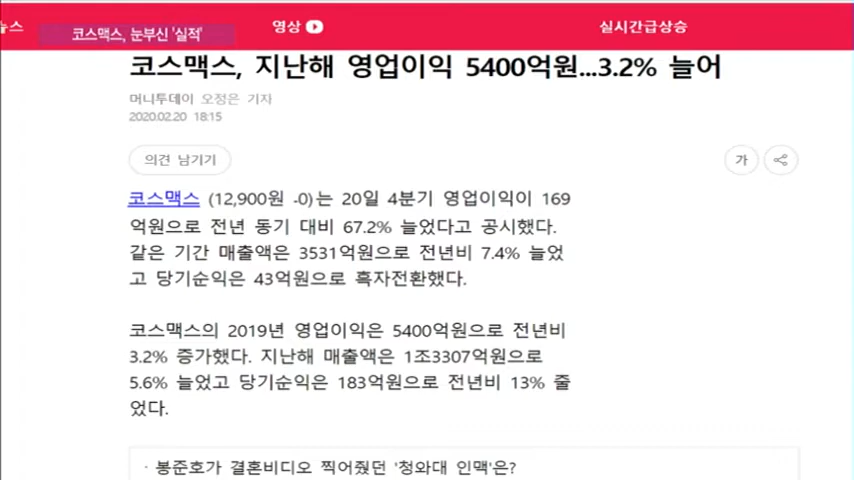 뉴스
영상
실시간급상승
코스맥스, 눈부신 '실적'
코스맥스, 지난해 영업이익 5400억원...3.2% 늘어
머니투데이 오정은 기자
2020.02.20 18:15
의견 남기기
가
코스맥스 (12,900원 -0)는 20일 4분기 영업이익이 169
억원으로 전년 동기 대비 67.2% 늘었다고 공시했다.
같은 기간 매출액은 3531억원으로 전년비 7.4% 늘었
고 당기순익은 43억원으로 흑자전환했다.
코스맥스의 2019년 영업이익은 5400억원으로 전년비
3.2% 증가했다. 지난해 매출액은 1조3307억원으로
5.6% 늘었고 당기순익은 183억원으로 전년비 13% 줄
었다.
· 봉준호가 결혼비디오 찍어줬던 '청와대 인맥'은?